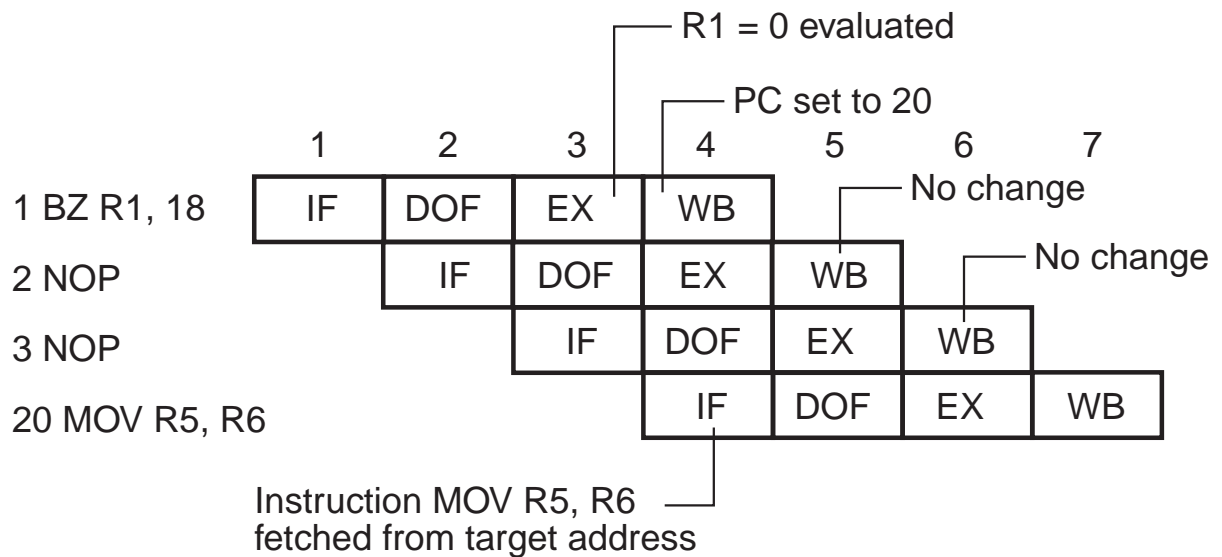 R1 = 0 evaluated
PC set to 20
1 2 3 4 5 6 7
1 BZ R1, 18 IF DOF EX WB No change
2 NOP IF DOF EX WB No change
3 NOP IF DOF EX WB
20 MOV R5, R6 IF DOF EX WB
Instruction MOV R5, R6
fetched from target address